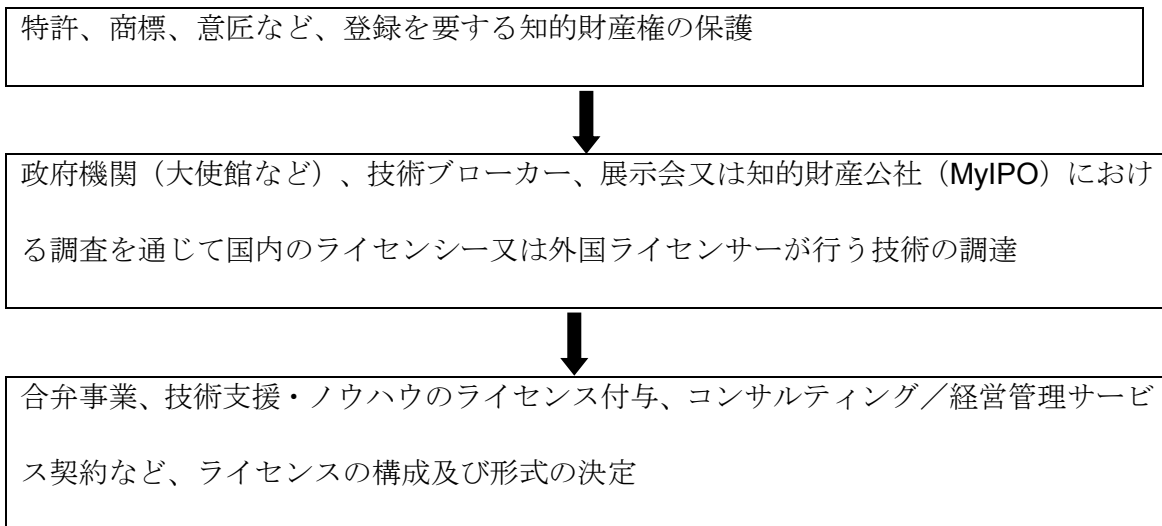 特許、商標、意匠など、登録を要する知的財産権の保護
政府機関（大使館など）、技術ブローカー、展示会又は知的財産公社（MyIPO）におけ
る調査を通じて国内のライセンシー又は外国ライセンサーが行う技術の調達
合弁事業、技術支援・ノウハウのライセンス付与、コンサルティング／経営管理サービ
ス契約など、ライセンスの構成及び形式の決定